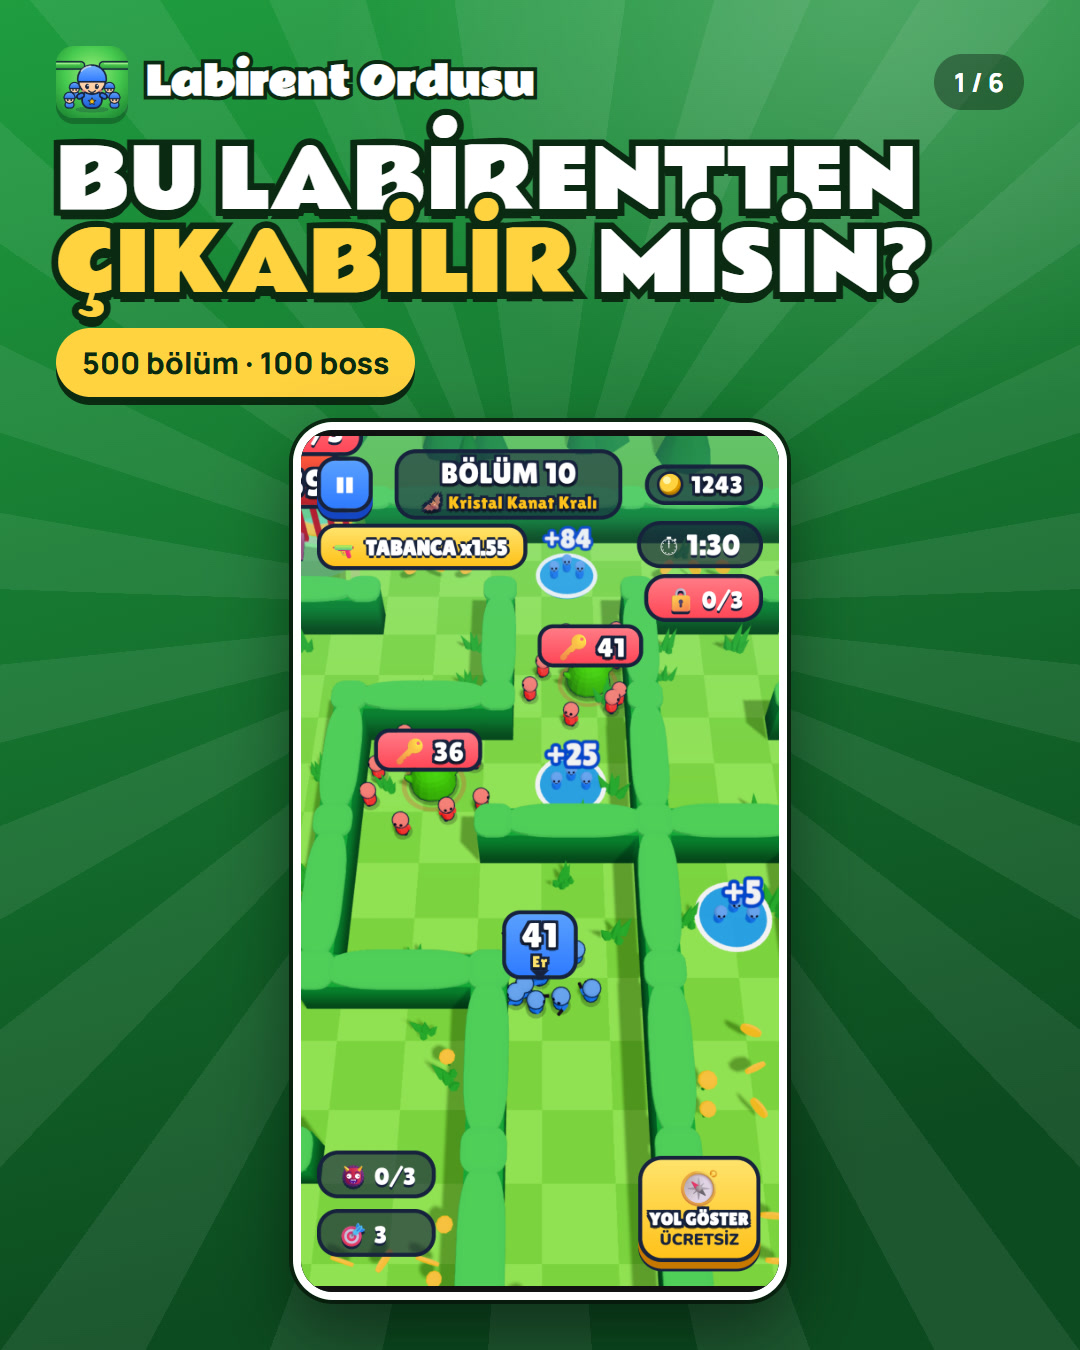 Labirent Ordusu
1 / 6
BU LABİRENTTEN
ÇIKABİLİR MİSİN?
500 bölüm · 100 boss
BÖLÜM 10
Kristal Kanat Kralı
1243
TABANCA x1.55
+84
1:30
0/3
41
36
+25
+5
41
Er
0/3
3
YOL GÖSTER
ÜCRETSİZ